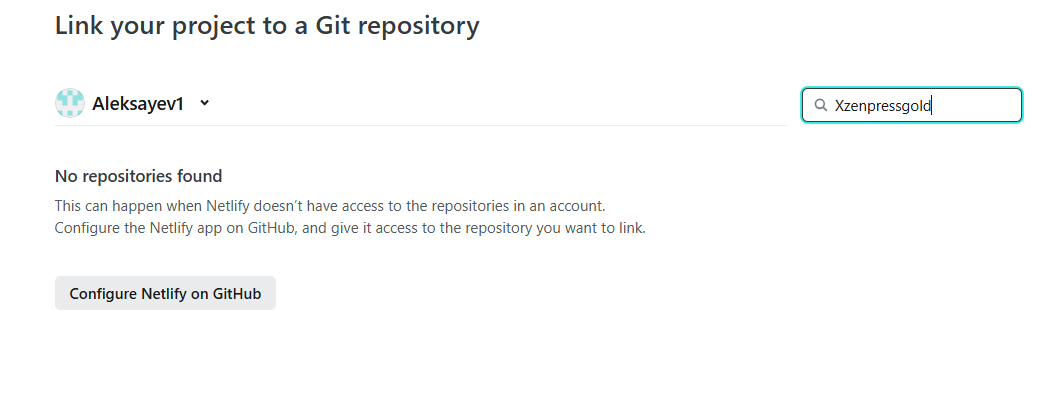 Link your project to a Git repository
Aleksayev1
Xzenpressgold
No repositories found
This can happen when Netlify doesn’t have access to the repositories in an account.
Configure the Netlify app on GitHub, and give it access to the repository you want to link.
Configure Netlify on GitHub